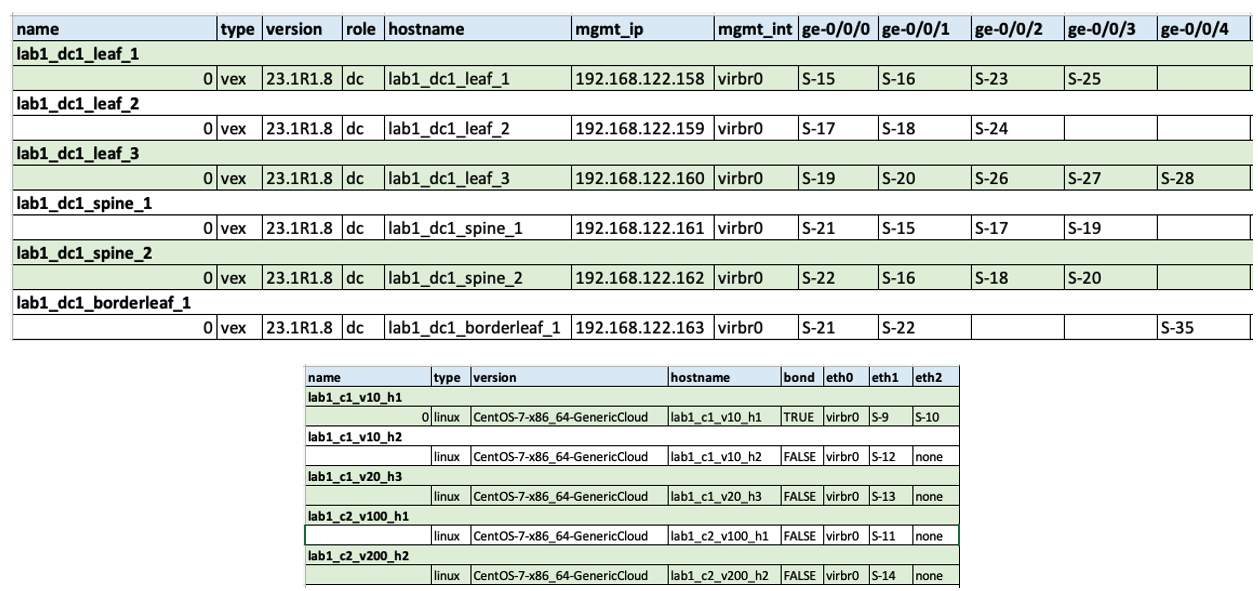 name type version role hostname mgmt_ip mgmt_int ge-0/0/0 ge-0/0/1 ge-0/0/2 ge-0/0/3 ge-0/0/4
lab1_dc1_leaf_1
0 vex 23.1R1.8 dc lab1_dc1_leaf_1 192.168.122.158 virbr0 S-15 S-16 S-23 S-25
lab1_dc1_leaf_2
0 vex 23.1R1.8 dc lab1_dc1_leaf_2 192.168.122.159 virbr0 S-17 S-18 S-24
lab1_dc1_leaf_3
0 vex 23.1R1.8 dc lab1_dc1_leaf_3 192.168.122.160 virbr0 S-19 S-20 S-26 S-27 S-28
lab1_dc1_spine_1
0 vex 23.1R1.8 dc lab1_dc1_spine_1 192.168.122.161 virbr0 S-21 S-15 S-17 S-19
lab1_dc1_spine_2
0 vex 23.1R1.8 dc lab1_dc1_spine_2 192.168.122.162 virbr0 S-22 S-16 S-18 S-20
lab1_dc1_borderleaf_1
0 vex 23.1R1.8 dc lab1_dc1_borderleaf_1 192.168.122.163 virbr0 S-21 S-22 S-35
name type version hostname bond eth0 eth1 eth2
lab1_c1_v10_h1
0 linux CentOS-7-x86_64-GenericCloud lab1_c1_v10_h1 TRUE virbr0 S-9 S-10
lab1_c1_v10_h2
linux CentOS-7-x86_64-GenericCloud lab1_c1_v10_h2 FALSE virbr0 S-12 none
lab1_c1_v20_h3
linux CentOS-7-x86_64-GenericCloud lab1_c1_v20_h3 FALSE virbr0 S-13 none
lab1_c2_v100_h1
linux CentOS-7-x86_64-GenericCloud lab1_c2_v100_h1 FALSE virbr0 S-11 none
lab1_c2_v200_h2
linux CentOS-7-x86_64-GenericCloud lab1_c2_v200_h2 FALSE virbr0 S-14 none